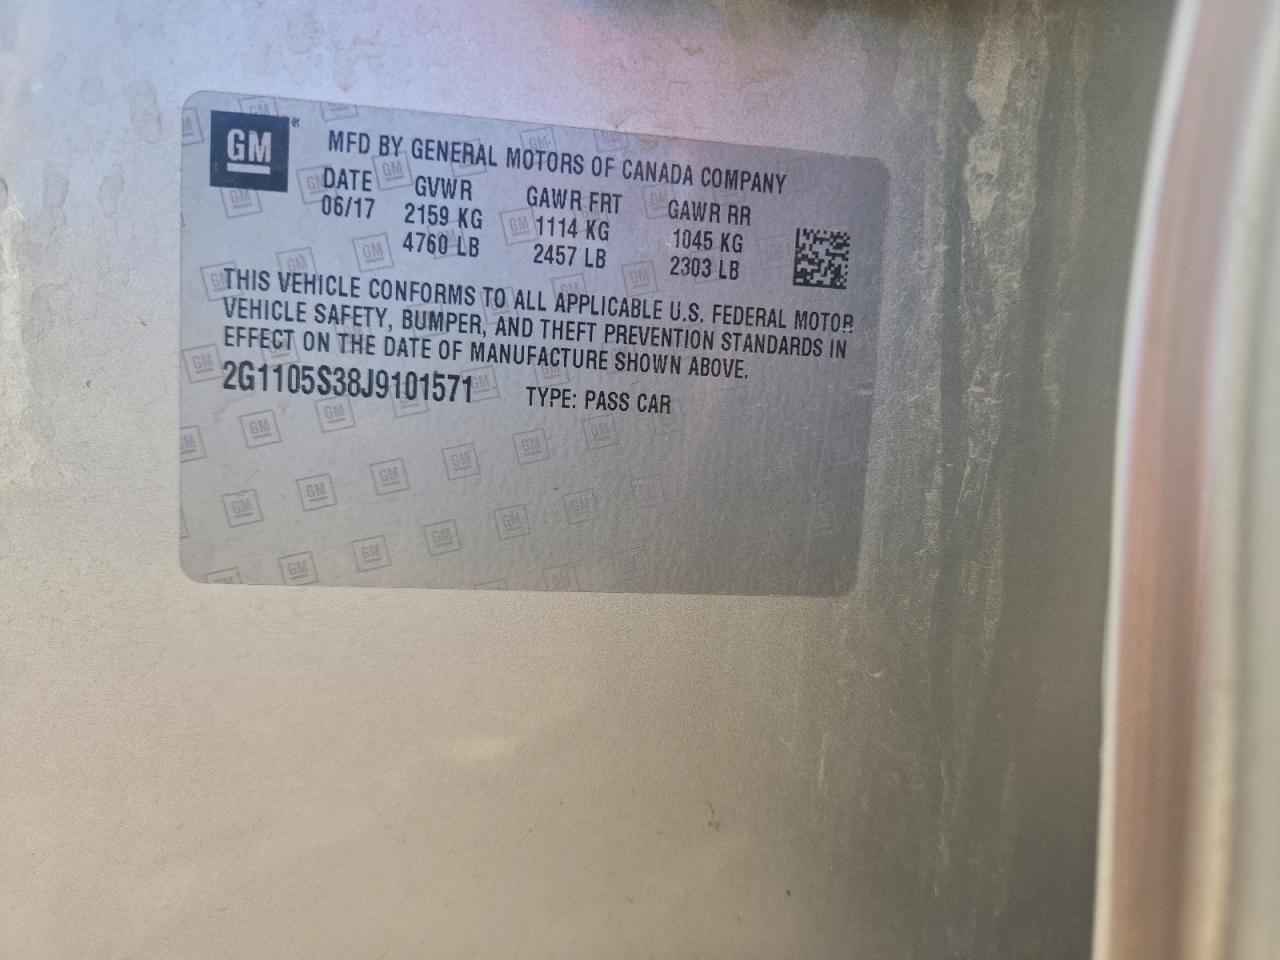 GM ®
MFD BY GENERAL MOTORS OF CANADA COMPANY
DATE GVWR GAWR FRT GAWR RR
06/17 2159 KG 1114 KG 1045 KG
4760 LB 2457 LB 2303 LB
THIS VEHICLE CONFORMS TO ALL APPLICABLE U.S. FEDERAL MOTOR
VEHICLE SAFETY, BUMPER, AND THEFT PREVENTION STANDARDS IN
EFFECT ON THE DATE OF MANUFACTURE SHOWN ABOVE.
2G1105S38J9101571 TYPE: PASS CAR